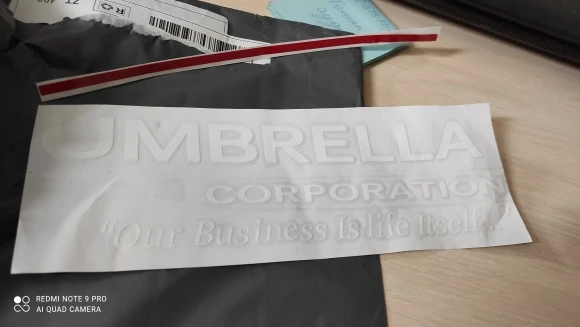 UMBRELLA
CORPORATION
"Our Business Is life Itself...
REDMI NOTE 9 PRO
AI QUAD CAMERA